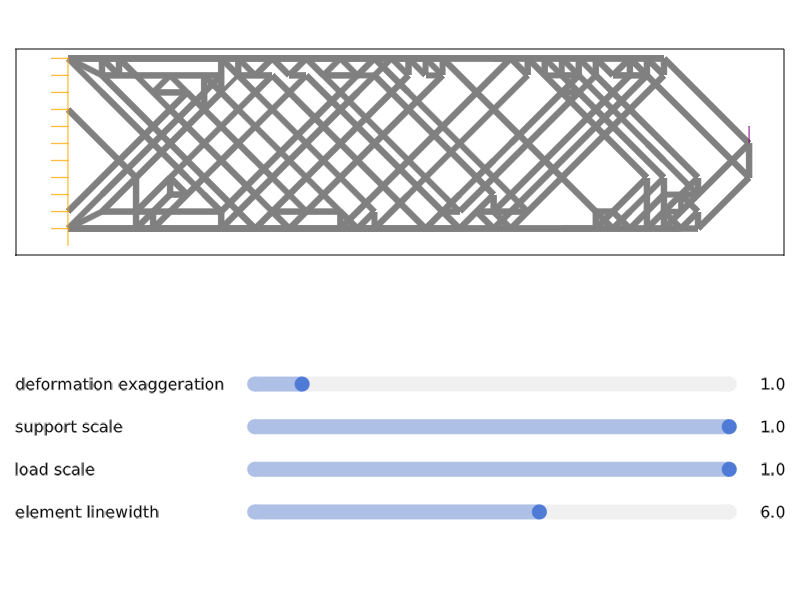 deformation exaggeration 1.0
support scale 1.0
load scale 1.0
element linewidth 6.0